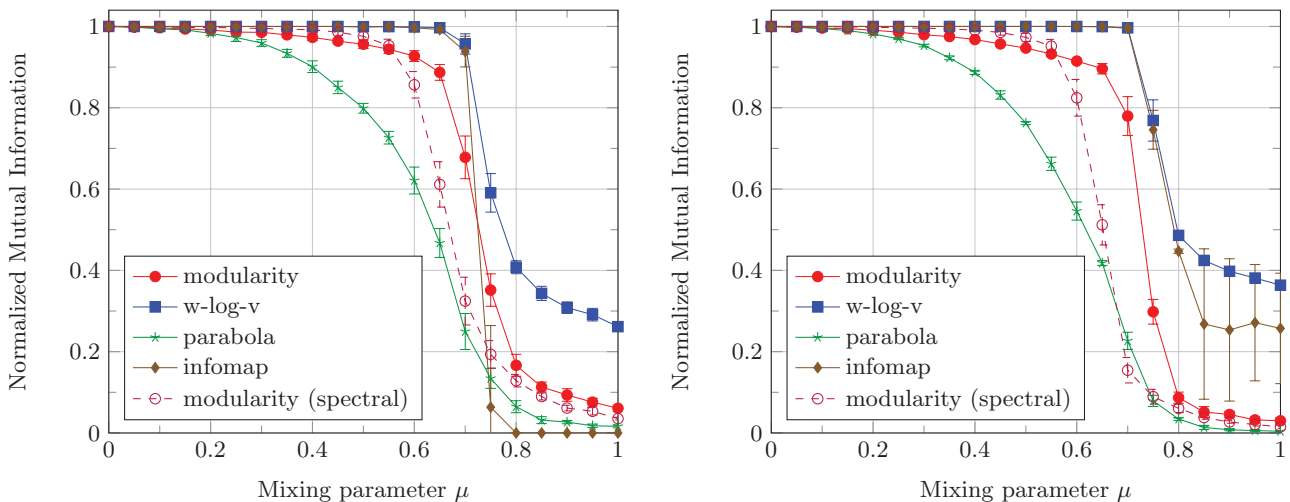 Normalized Mutual Information
1
0.8
0.6
0.4
0.2
0
0 0.2 0.4 0.6 0.8 1
Mixing parameter μ
modularity
w-log-v
parabola
infomap
modularity (spectral)
Normalized Mutual Information
1
0.8
0.6
0.4
0.2
0
0 0.2 0.4 0.6 0.8 1
Mixing parameter μ
modularity
w-log-v
parabola
infomap
modularity (spectral)